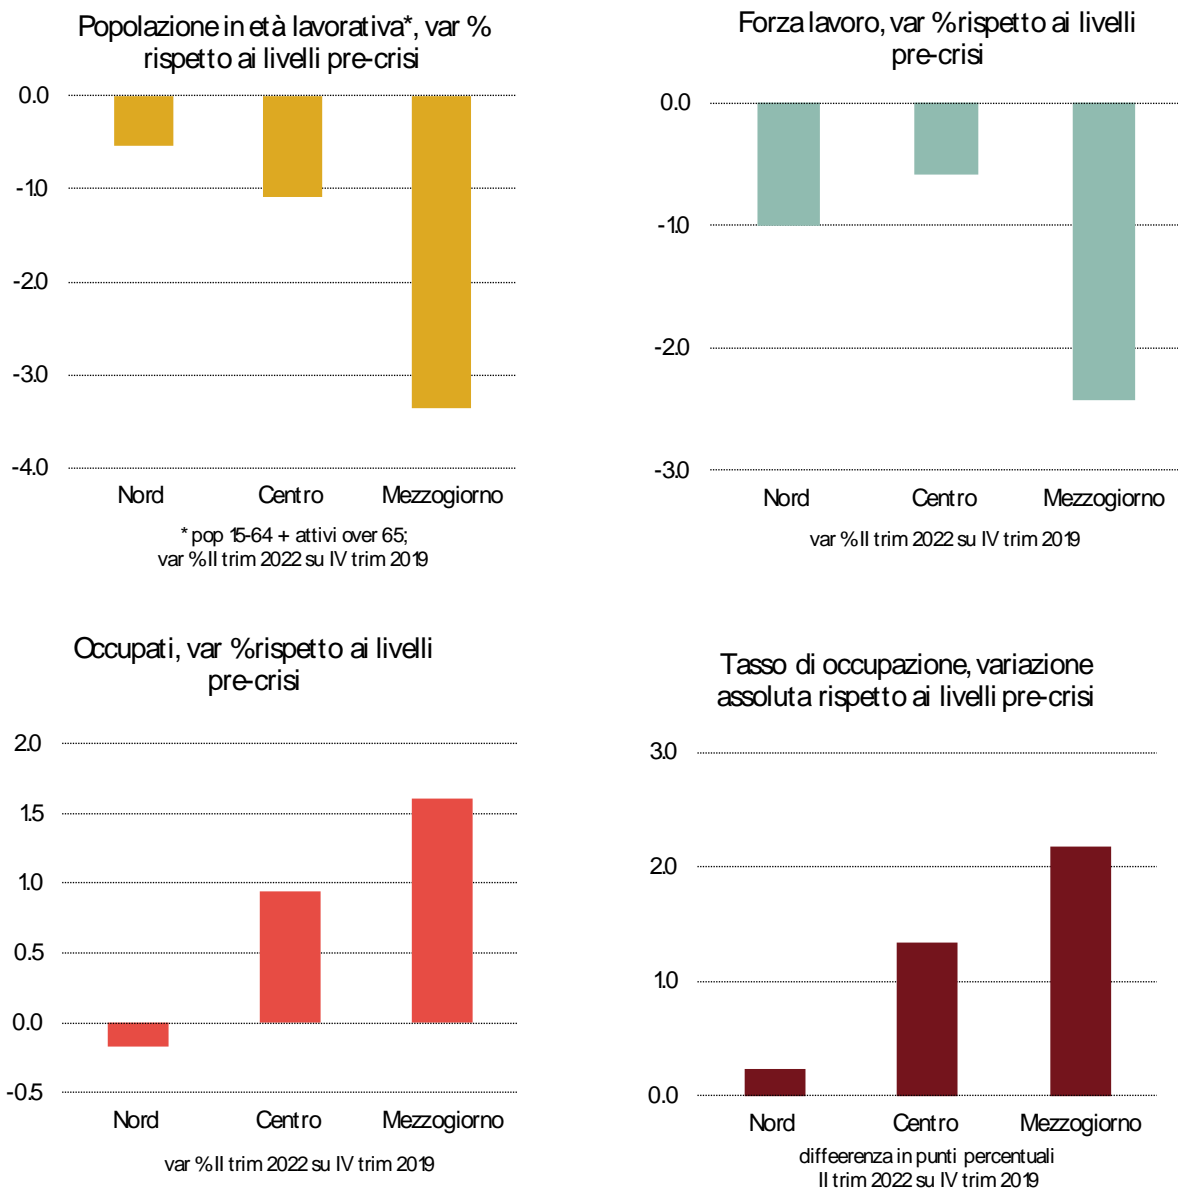 Popolazione in età lavorativa*, var %
rispetto ai livelli pre-crisi
0.0
-1.0
-2.0
-3.0
-4.0
Nord Centro Mezzogiorno
* pop 15-64 + attivi over 65;
var % II trim 2022 su IV trim 2019
Forza lavoro, var % rispetto ai livelli
pre-crisi
0.0
-1.0
-2.0
-3.0
Nord Centro Mezzogiorno
var % II trim 2022 su IV trim 2019
Occupati, var % rispetto ai livelli
pre-crisi
2.0
1.5
1.0
0.5
0.0
-0.5
Nord Centro Mezzogiorno
var % II trim 2022 su IV trim 2019
Tasso di occupazione, variazione
assoluta rispetto ai livelli pre-crisi
3.0
2.0
1.0
0.0
Nord Centro Mezzogiorno
diffeerenza in punti percentuali
II trim 2022 su IV trim 2019